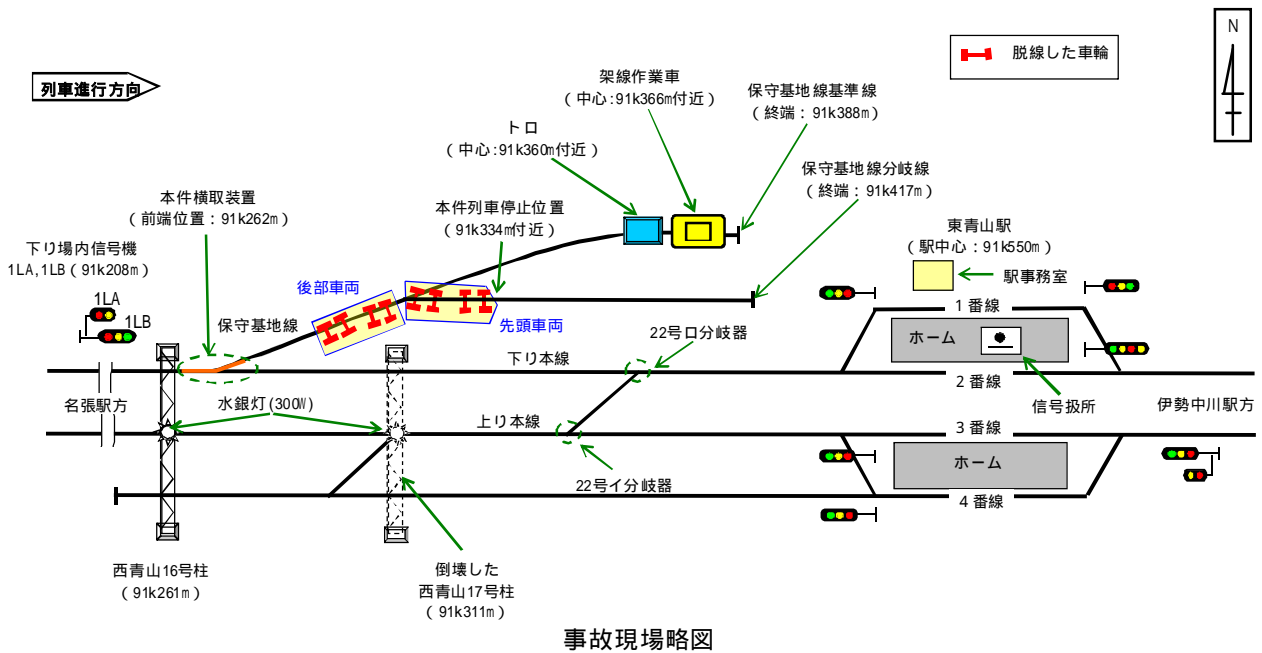 N
脱線した車輪
列車進行方向
架線作業車
(中心:91k366m付近)
保守基地線基準線
(終端:91k388m)
トロ
(中心:91k360m付近)
保守基地線分岐線
(終端:91k417m)
本件横取装置
(前端位置:91k262m)
本件列車停止位置
(91k334m付近)
下り場内信号機
1LA,1LB(91k208m)
東青山駅
(駅中心:91k550m)
駅事務室
1LA
1LB
後部車両
先頭車両
保守基地線
1番線
ホーム
22号ロ分岐器
下り本線
2番線
名張駅方
水銀灯(300W)
信号扱所
伊勢中川駅方
上り本線
3番線
ホーム
22号イ分岐器
4番線
西青山16号柱
(91k261m)
倒壊した
西青山17号柱
(91k311m)
事故現場略図